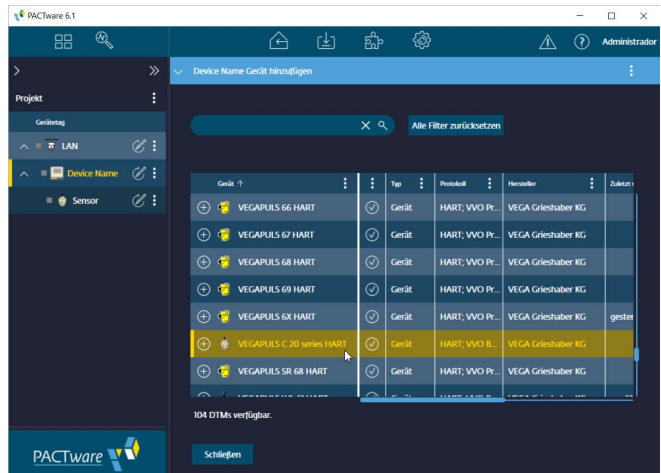 PACTware 6.1
Administrador
Device Name Gerät hinzufügen
Projekt
Gerätetag
LAN
Device Name
Sensor
Alle Filter zurücksetzen
Gerät Typ Protokoll Hersteller Zuletzt
VEGAPULS 66 HART Gerät HART; VVO Pr... VEGA Grieshaber KG
VEGAPULS 67 HART Gerät HART; VVO Pr... VEGA Grieshaber KG
VEGAPULS 68 HART Gerät HART; VVO Pr... VEGA Grieshaber KG
VEGAPULS 69 HART Gerät HART; VVO Pr... VEGA Grieshaber KG
VEGAPULS 6X HART Gerät HART; VVO Pr... VEGA Grieshaber KG gester
VEGAPULS C 20 series HART Gerät HART; VVO B... VEGA Grieshaber KG
VEGAPULS SR 68 HART Gerät HART; VVO Pr... VEGA Grieshaber KG
104 DTMs verfügbar.
Schließen
PACTware